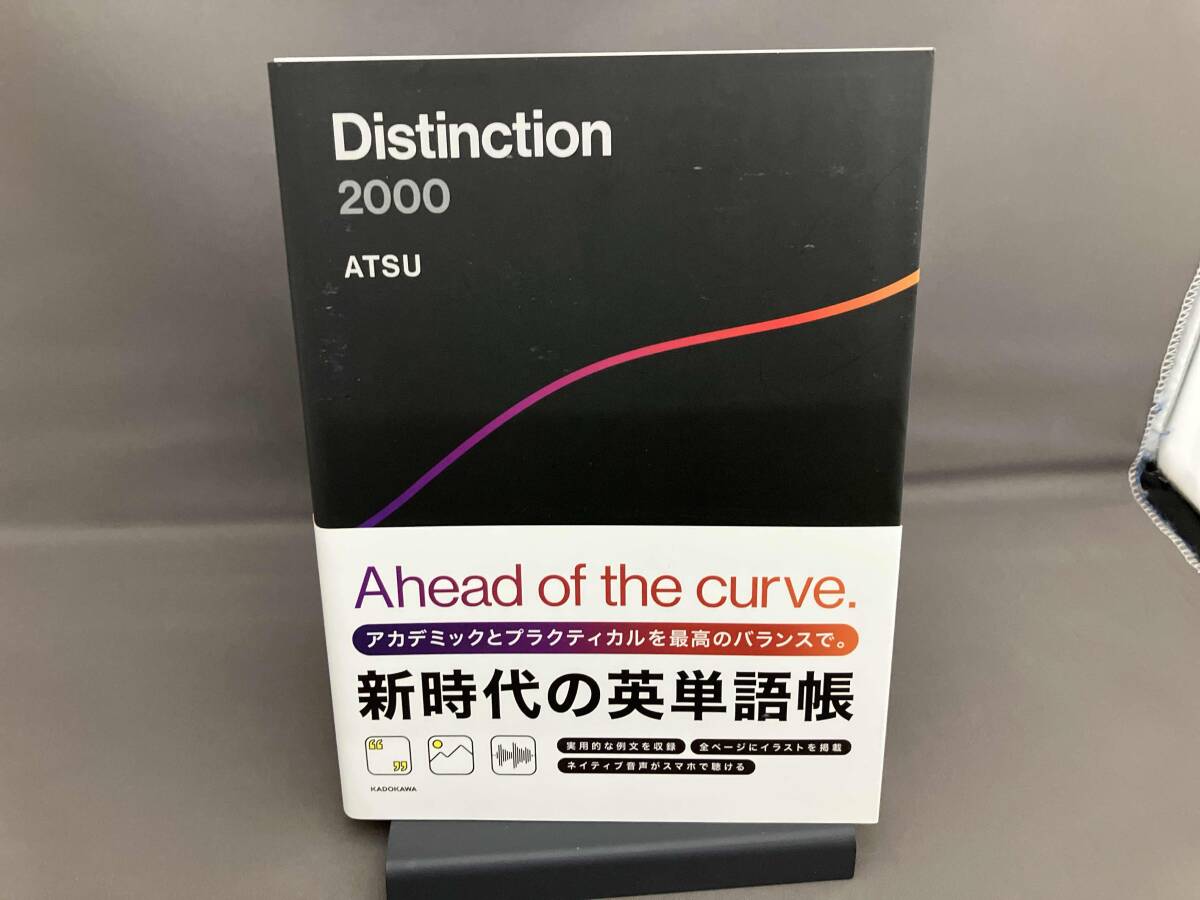 Distinction
2000
ATSU
Ahead of the curve.
アカデミックとプラクティカルを最高のバランスで。
新時代の英単語帳
実用的な例文を収録
全ページにイラストを掲載
ネイティブ音声がスマホで聴ける
KADOKAWA